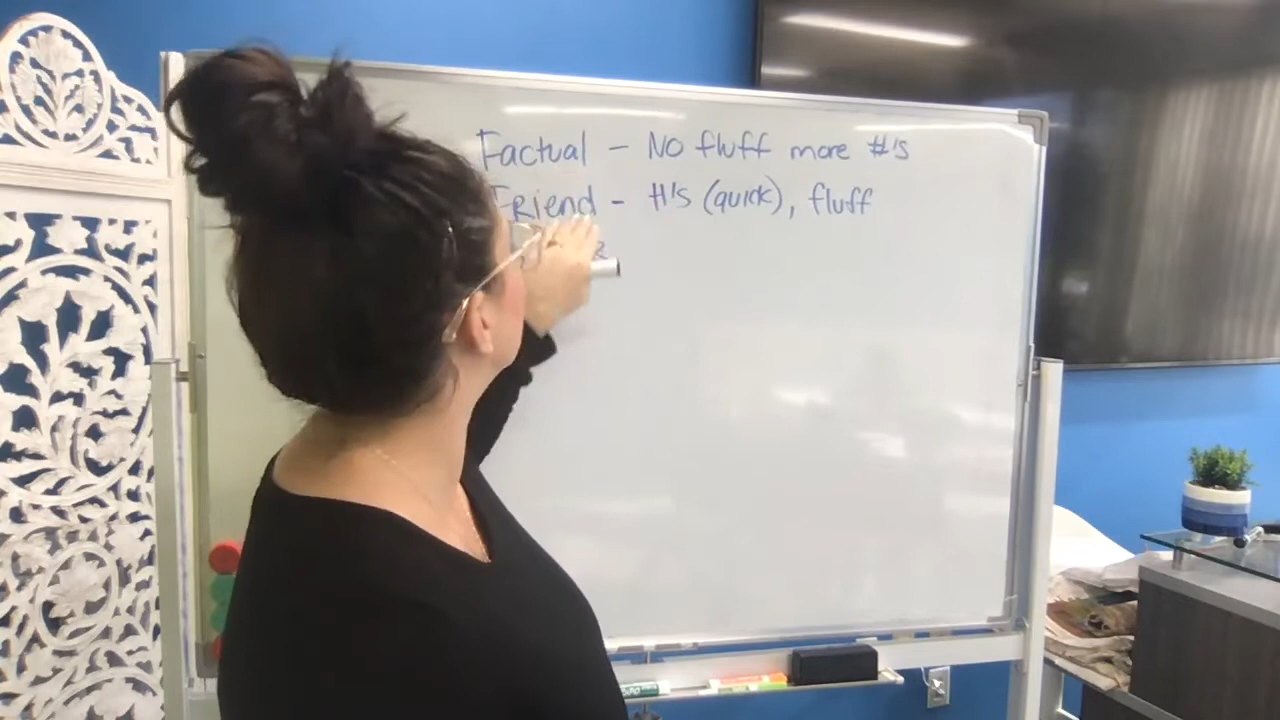 Factual - No fluff more #'s
Friend - #'s (quick), fluff